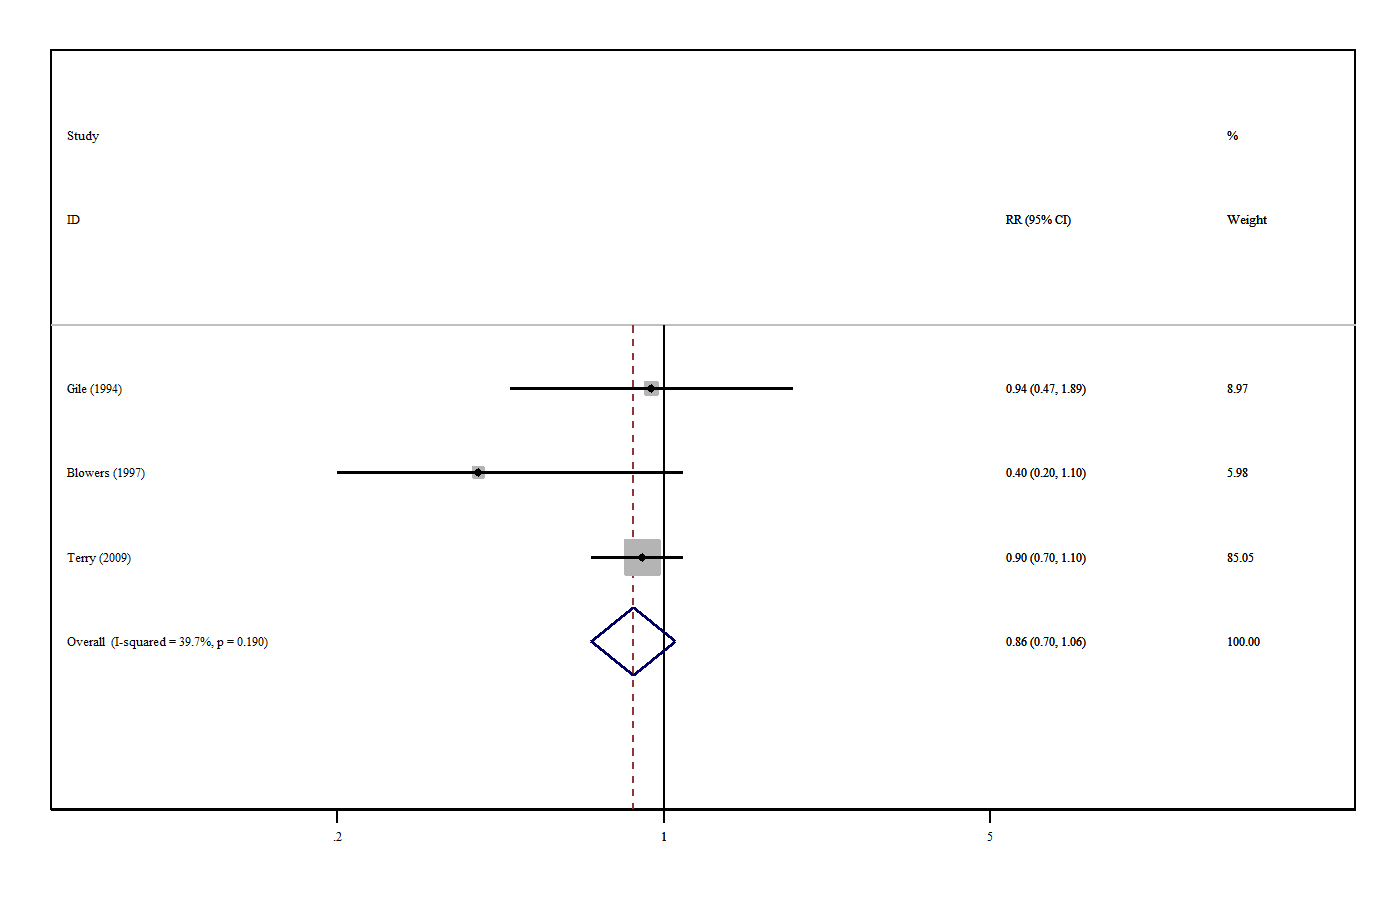 Study %
ID RR (95% CI) Weight
Gile (1994) 0.94 (0.47, 1.89) 8.97
Blowers (1997) 0.40 (0.20, 1.10) 5.98
Terry (2009) 0.90 (0.70, 1.10) 85.05
Overall (I-squared = 39.7%, p = 0.190) 0.86 (0.70, 1.06) 100.00
.2 1 5